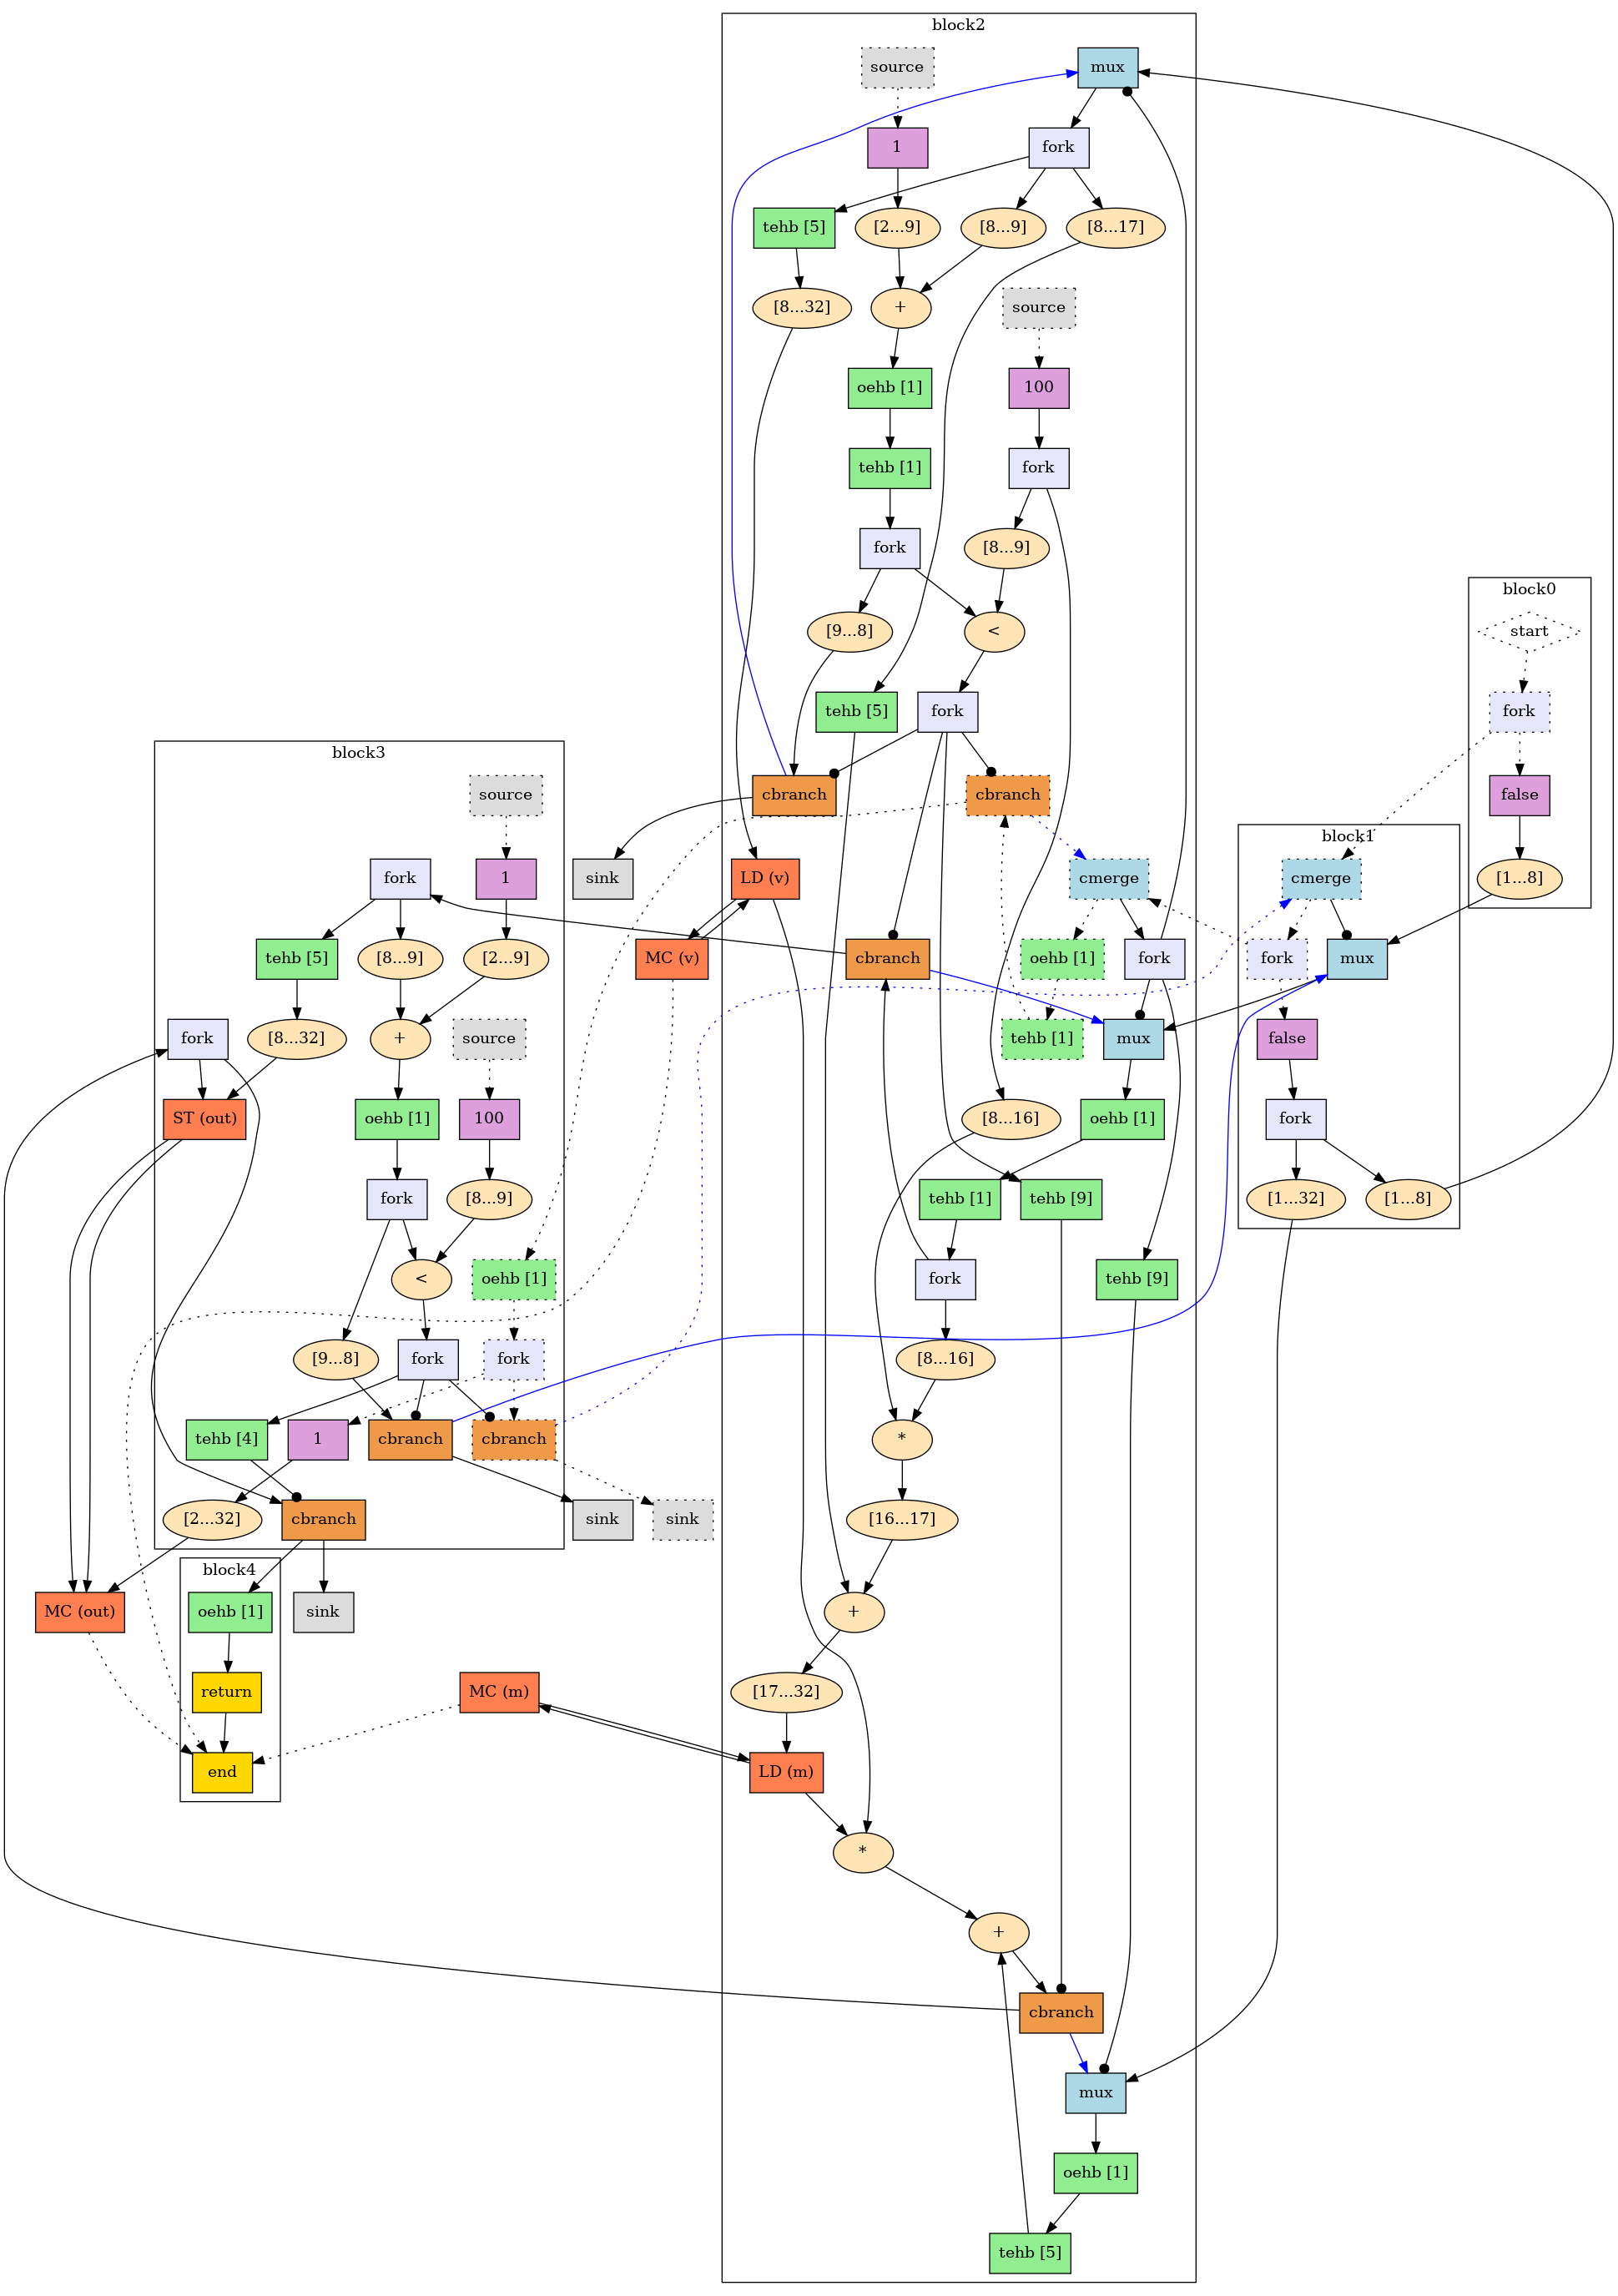 block2
source
mux
1
fork
tehb [5]
[2...9]
[8...9]
[8...17]
[8...32]
+
source
oehb [1]
100
tehb [1]
fork
fork
[8...9]
block0
[9...8]
<
start
tehb [5]
fork
fork
block3
source
cbranch
cbranch
false
block1
fork
1
sink
LD (v)
cmerge
cmerge
[1...8]
tehb [5]
[8...9]
[2...9]
MC (v)
cbranch
oehb [1]
fork
fork
mux
fork
[8...32]
+
source
tehb [1]
mux
false
ST (out)
oehb [1]
100
[8...16]
oehb [1]
fork
fork
[8...9]
tehb [1]
tehb [9]
[1...32]
[1...8]
<
oehb [1]
fork
tehb [9]
[9...8]
fork
fork
[8...16]
tehb [4]
1
cbranch
cbranch
*
[2...32]
cbranch
sink
sink
[16...17]
block4
MC (out)
oehb [1]
sink
+
return
MC (m)
[17...32]
end
LD (m)
*
+
cbranch
mux
oehb [1]
tehb [5]